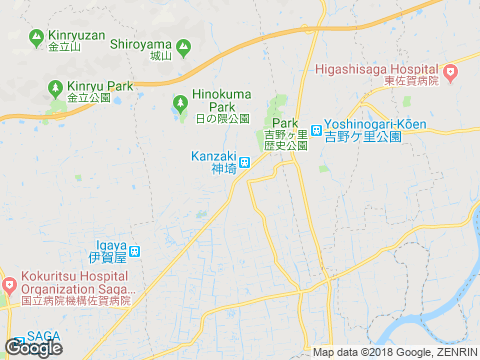 Kinryuzan
金立山
Shiroyama
城山
Higashisaga Hospital
東佐賀病院
Kinryu Park
金立公園
Hinokuma
Park
日の隈公園
Park
吉野ヶ里
歴史公園
Yoshinogari-Kōen
吉野ケ里公園
Kanzaki
神埼
Igaya
伊賀屋
Kokuritsu Hospital
Organization Saga...
国立病院機構佐賀病院
SAGA
佐賀
Google
Map data ©2018 Google, ZENRIN